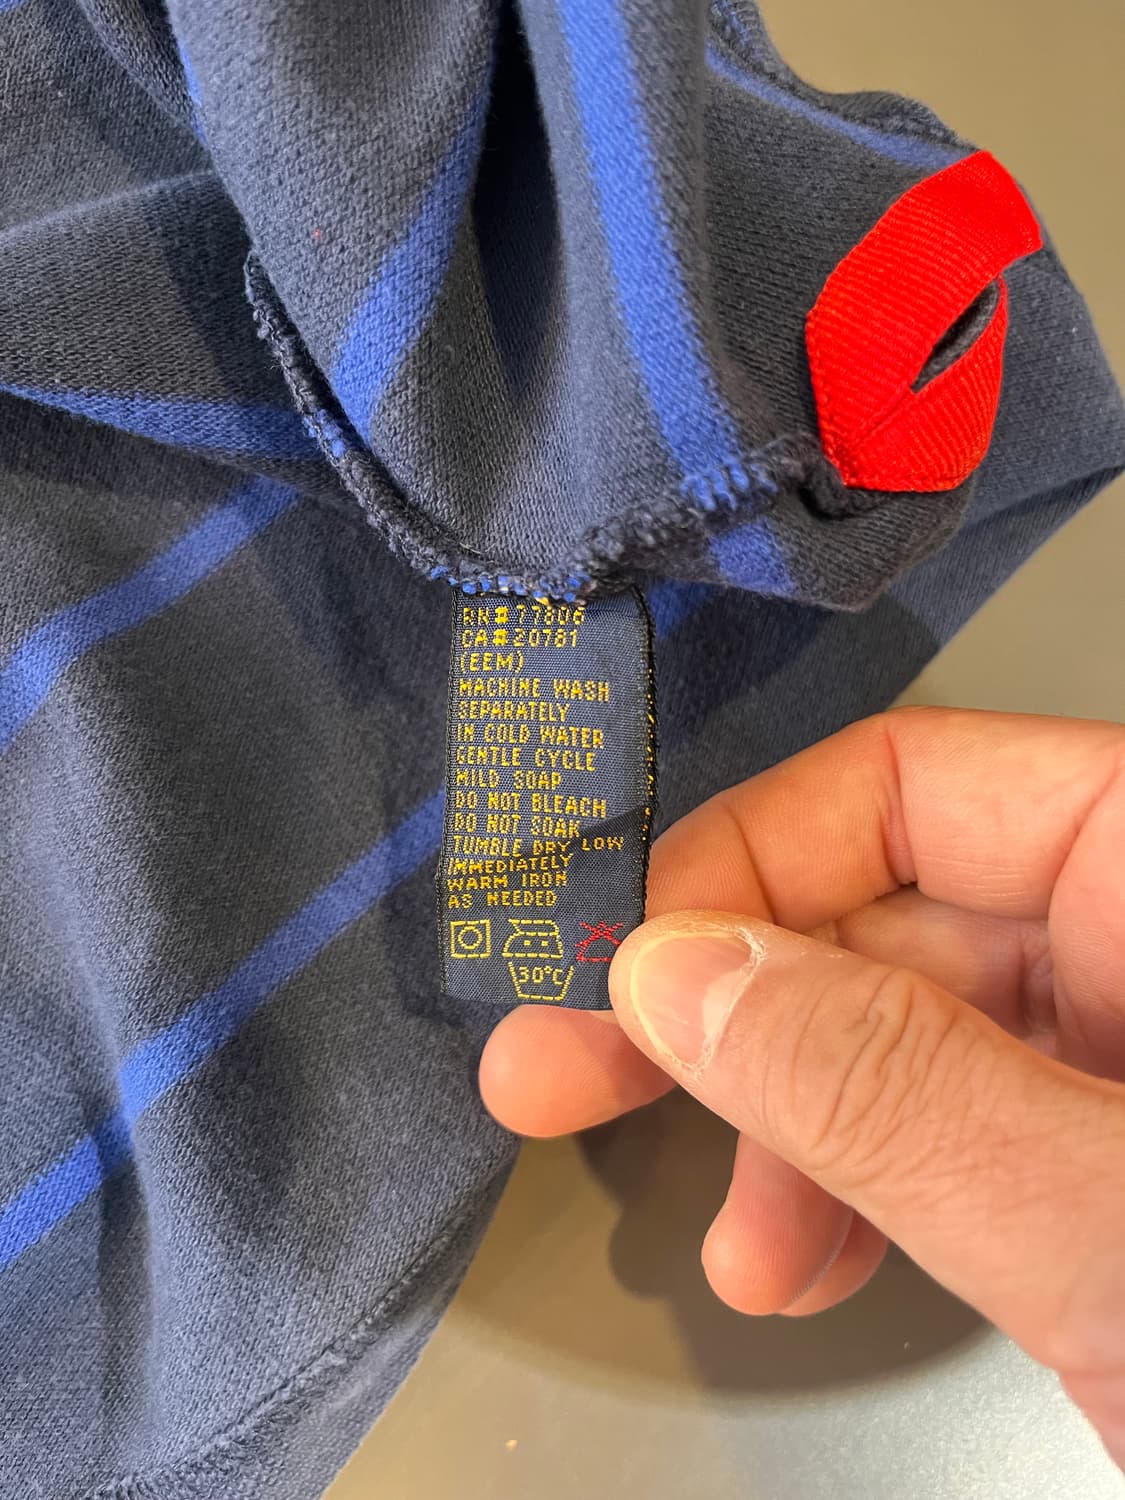 RN#77806
CA#20781
(EEM)
MACHINE WASH
SEPARATELY
IN COLD WATER
GENTLE CYCLE
MILD SOAP
DO NOT BLEACH
DO NOT SOAK
TUMBLE DRY LOW
IMMEDIATELY
WARM IRON
AS NEEDED
30°C